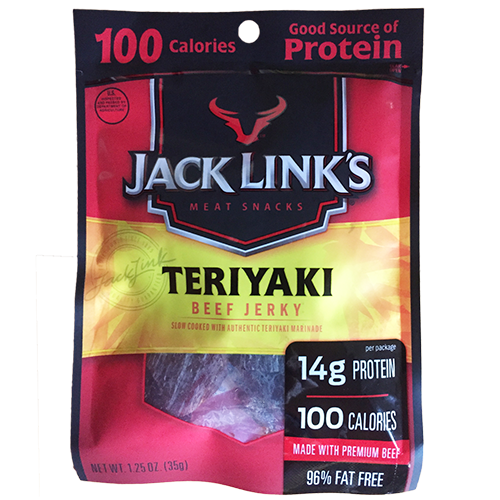 100 Calories
Good Source of
Protein
JACK LINK'S
MEAT SNACKS
Jack Link
TERIYAKI
BEEF JERKY
SLOW COOKED WITH AUTHENTIC TERIYAKI MARINADE
per package
14g PROTEIN
100 CALORIES
MADE WITH PREMIUM BEEF
96% FAT FREE
NET WT. 1.25 OZ. (35g)